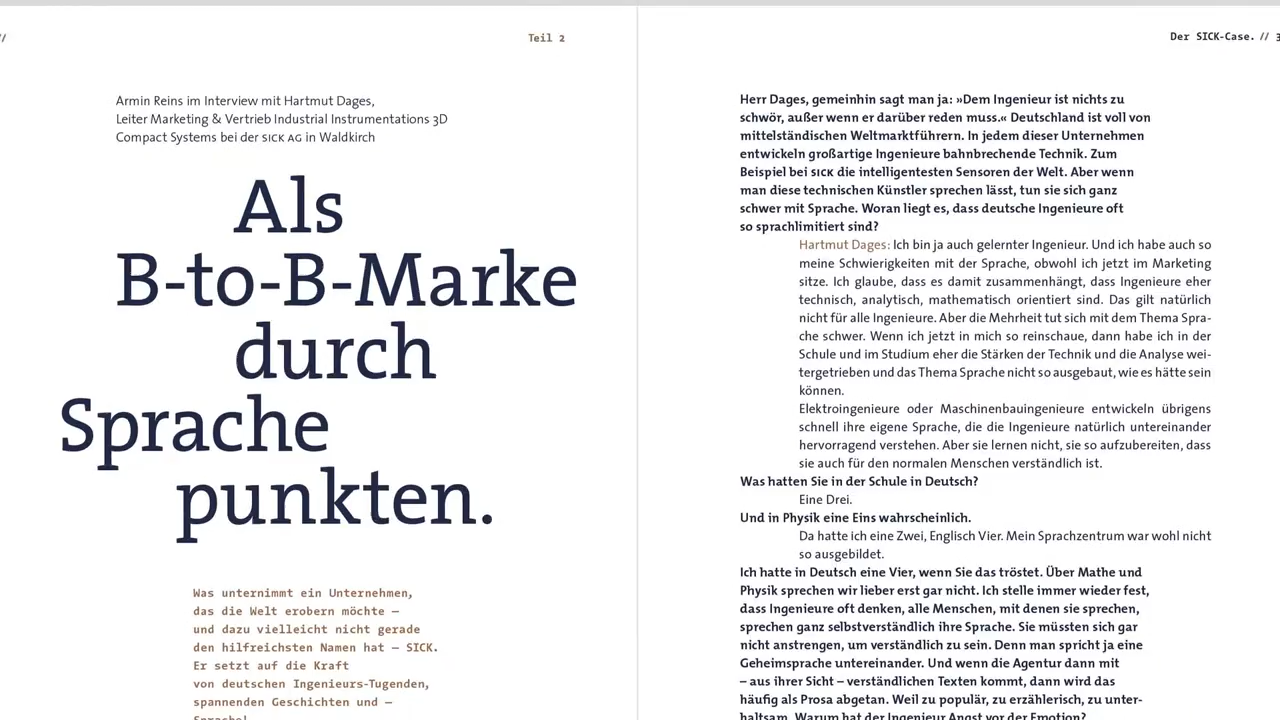 //
Teil 2
Armin Reins im Interview mit Hartmut Dages,
Leiter Marketing & Vertrieb Industrial Instrumentations 3D
Compact Systems bei der SICK AG in Waldkirch
Als
B-to-B-Marke
durch
Sprache
punkten.
Was unternimmt ein Unternehmen,
das die Welt erobern möchte –
und dazu vielleicht nicht gerade
den hilfreichsten Namen hat – SICK.
Er setzt auf die Kraft
von deutschen Ingenieurs-Tugenden,
spannenden Geschichten und –
Sprache!
Der SICK-Case. // 3
Herr Dages, gemeinhin sagt man ja: »Dem Ingenieur ist nichts zu
schwör, außer wenn er darüber reden muss.« Deutschland ist voll von
mittelständischen Weltmarktführern. In jedem dieser Unternehmen
entwickeln großartige Ingenieure bahnbrechende Technik. Zum
Beispiel bei SICK die intelligentesten Sensoren der Welt. Aber wenn
man diese technischen Künstler sprechen lässt, tun sie sich ganz
schwer mit Sprache. Woran liegt es, dass deutsche Ingenieure oft
so sprachlimitiert sind?
Hartmut Dages: Ich bin ja auch gelernter Ingenieur. Und ich habe auch so
meine Schwierigkeiten mit der Sprache, obwohl ich jetzt im Marketing
sitze. Ich glaube, dass es damit zusammenhängt, dass Ingenieure eher
technisch, analytisch, mathematisch orientiert sind. Das gilt natürlich
nicht für alle Ingenieure. Aber die Mehrheit tut sich mit dem Thema Spra-
che schwer. Wenn ich jetzt in mich so reinschaue, dann habe ich in der
Schule und im Studium eher die Stärken der Technik und die Analyse wei-
tergetrieben und das Thema Sprache nicht so ausgebaut, wie es hätte sein
können.
Elektroingenieure oder Maschinenbauingenieure entwickeln übrigens
schnell ihre eigene Sprache, die die Ingenieure natürlich untereinander
hervorragend verstehen. Aber sie lernen nicht, sie so aufzubereiten, dass
sie auch für den normalen Menschen verständlich ist.
Was hatten Sie in der Schule in Deutsch?
Eine Drei.
Und in Physik eine Eins wahrscheinlich.
Da hatte ich eine Zwei, Englisch Vier. Mein Sprachzentrum war wohl nicht
so ausgebildet.
Ich hatte in Deutsch eine Vier, wenn Sie das tröstet. Über Mathe und
Physik sprechen wir lieber erst gar nicht. Ich stelle immer wieder fest,
dass Ingenieure oft denken, alle Menschen, mit denen sie sprechen,
sprechen ganz selbstverständlich ihre Sprache. Sie müssten sich gar
nicht anstrengen, um verständlich zu sein. Denn man spricht ja eine
Geheimsprache untereinander. Und wenn die Agentur dann mit
– aus ihrer Sicht – verständlichen Texten kommt, dann wird das
häufig als Prosa abgetan. Weil zu populär, zu erzählerisch, zu unter-
haltsam. Warum hat der Ingenieur Angst vor der Emotion?